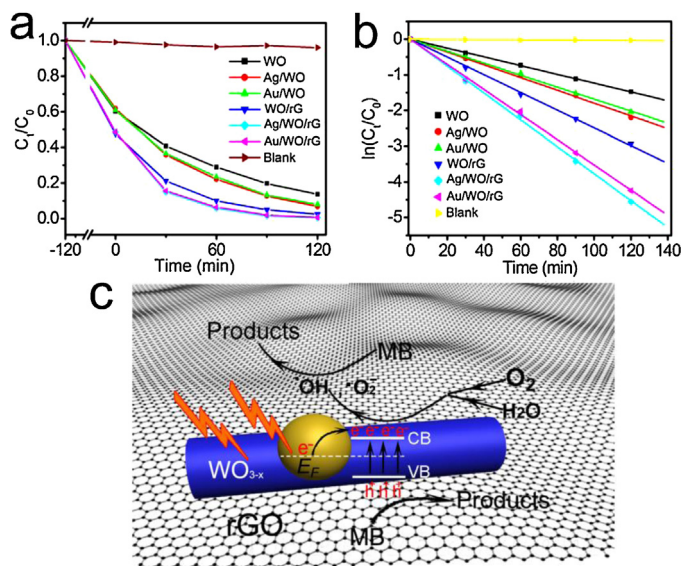 a
1.0
0.8
0.6
0.4
0.2
0.0
C_t/C_0
-120
0
60
120
Time (min)
WO
Ag/WO
Au/WO
WO/rG
Ag/WO/rG
Au/WO/rG
Blank
b
0
-1
-2
-3
-4
-5
ln(C_t/C_0)
0 20 40 60 80 100 120 140
Time (min)
WO
Ag/WO
Au/WO
WO/rG
Ag/WO/rG
Au/WO/rG
Blank
c
Products
MB
·OH ·O₂⁻
O₂
H₂O
e⁻ e⁻ e⁻ e⁻ CB
e⁻
E_F
WO₃₋ₓ
VB
h⁺ h⁺ h⁺
Products
MB
rGO